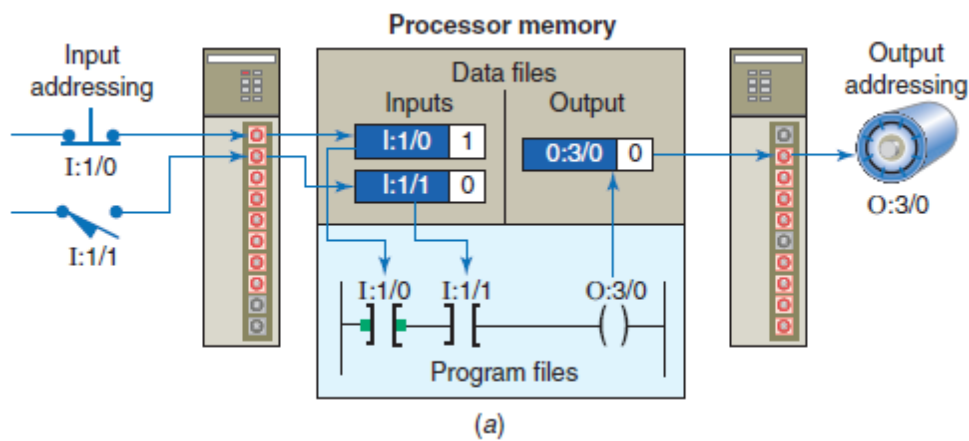 Processor memory
Input
addressing
I:1/0
I:1/1
Data files
Inputs
Output
I:1/0 1
0:3/0 0
I:1/1 0
I:1/0 I:1/1 O:3/0
Program files
Output
addressing
O:3/0
(a)